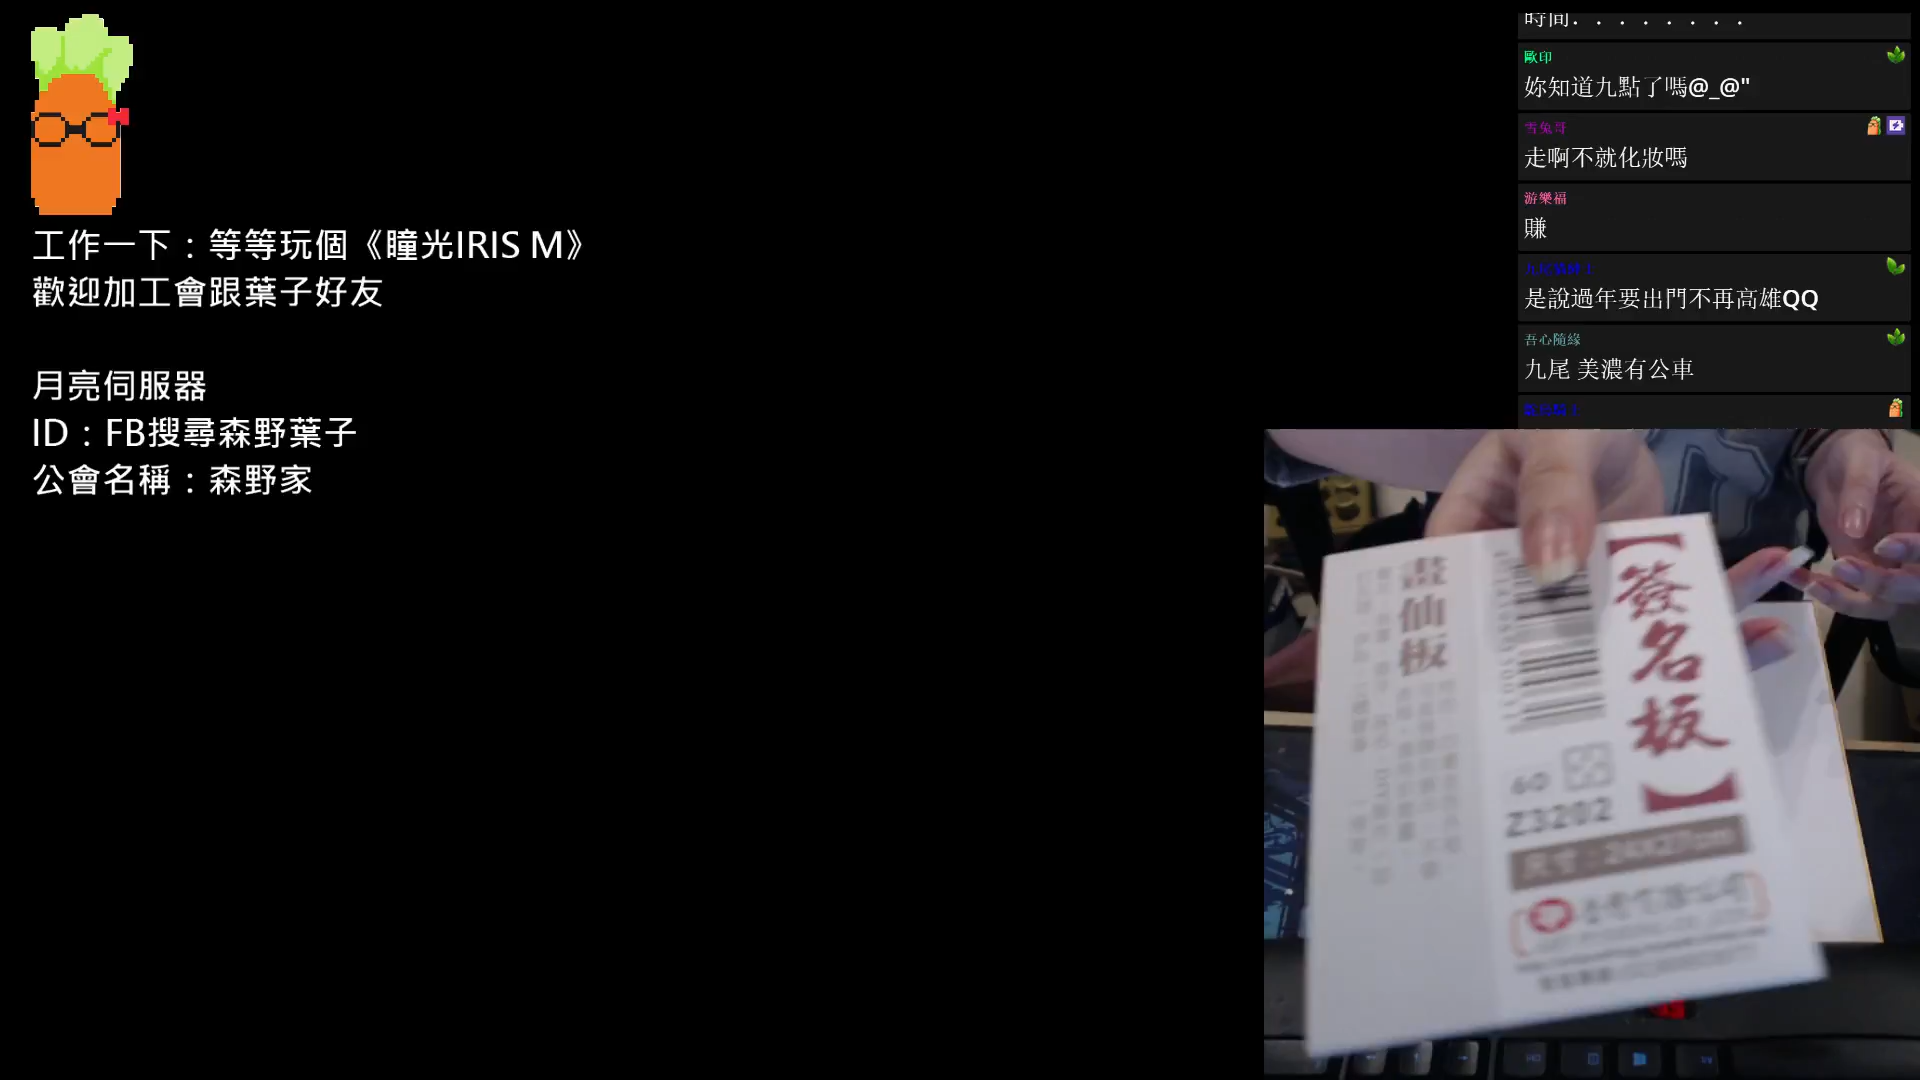 工作一下：等等玩個《瞳光IRIS M》
歡迎加工會跟葉子好友
月亮伺服器
ID：FB搜尋森野葉子
公會名稱：森野家
時間. . . . . . . .
歐印
妳知道九點了嗎@_@"
雪兔哥
走啊不就化妝嗎
游樂福
賺
是說過年要出門不再高雄QQ
吾心隨緣
九尾 美濃有公車
【簽名板】
畫仙板
60
Z3202
尺寸：24X27cm